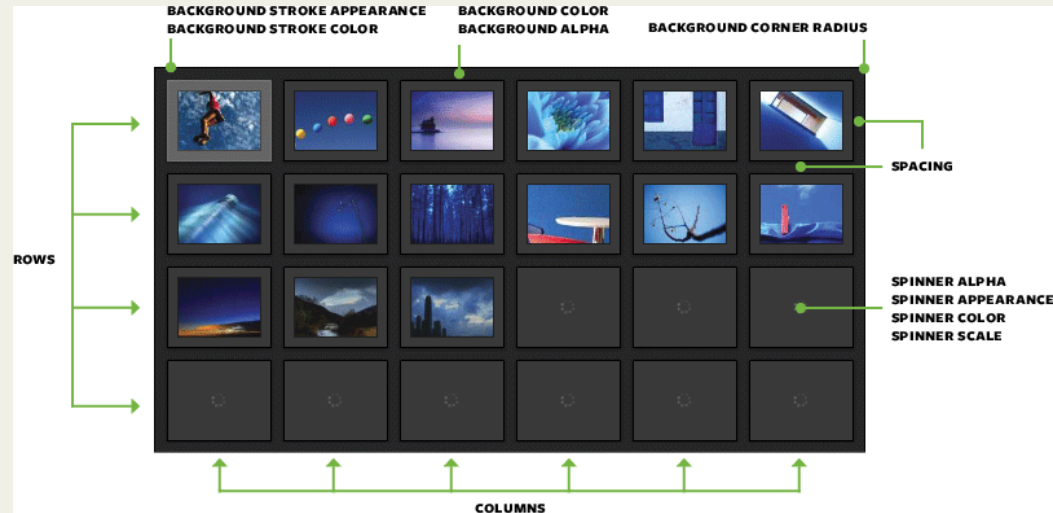 BACKGROUND STROKE APPEARANCE
BACKGROUND STROKE COLOR
BACKGROUND COLOR
BACKGROUND ALPHA
BACKGROUND CORNER RADIUS
SPACING
ROWS
SPINNER ALPHA
SPINNER APPEARANCE
SPINNER COLOR
SPINNER SCALE
COLUMNS